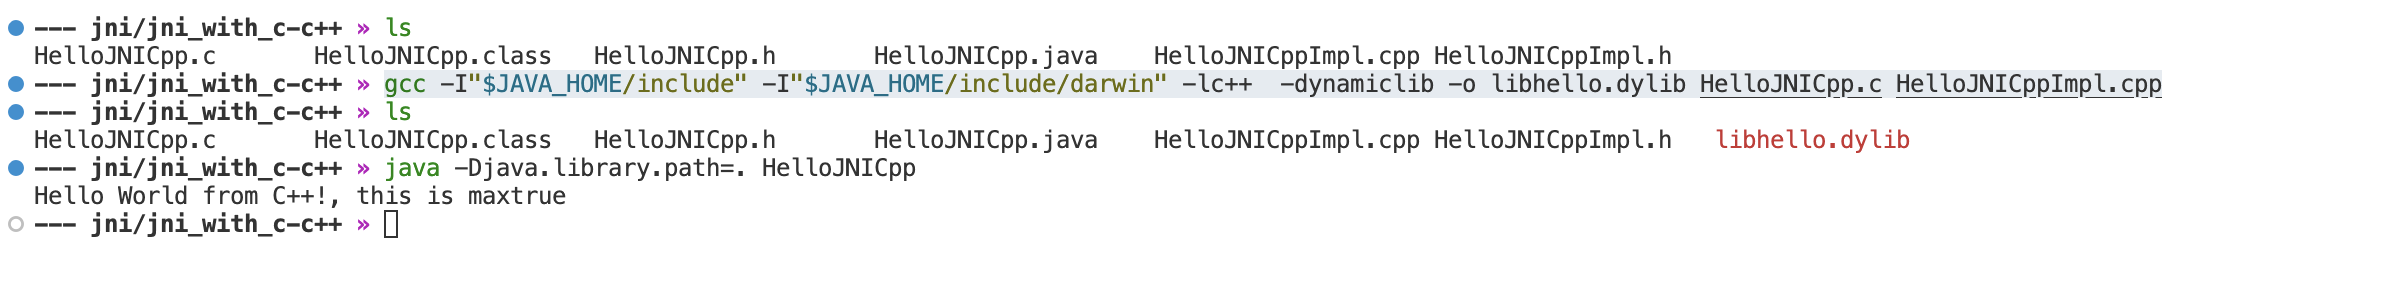 --- jni/jni_with_c-c++ » ls
HelloJNICpp.c       HelloJNICpp.class   HelloJNICpp.h       HelloJNICpp.java    HelloJNICppImpl.cpp HelloJNICppImpl.h
--- jni/jni_with_c-c++ » gcc -I"$JAVA_HOME/include" -I"$JAVA_HOME/include/darwin" -lc++  -dynamiclib -o libhello.dylib HelloJNICpp.c HelloJNICppImpl.cpp
--- jni/jni_with_c-c++ » ls
HelloJNICpp.c       HelloJNICpp.class   HelloJNICpp.h       HelloJNICpp.java    HelloJNICppImpl.cpp HelloJNICppImpl.h   libhello.dylib
--- jni/jni_with_c-c++ » java -Djava.library.path=. HelloJNICpp
Hello World from C++!, this is maxtrue
--- jni/jni_with_c-c++ »